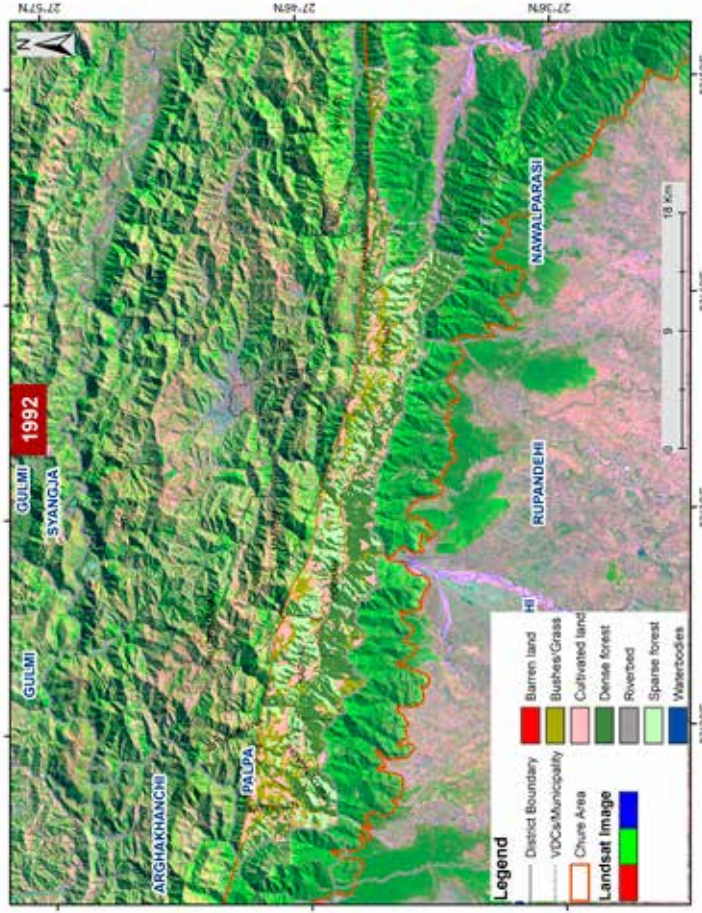 N
27°57'N
27°46'N
27°36'N
1992
GULMI
GULMI
SYANGJA
ARGHAKHANCHI
PALPA
NAWALPARASI
RUPANDEHI
HI
0 9 18 Km
Legend
District Boundary
VDCs/Municipality
Chure Area
Landsat Image
Barren land
Bushes/Grass
Cultivated land
Dense forest
Riverbed
Sparse forest
Waterbodies